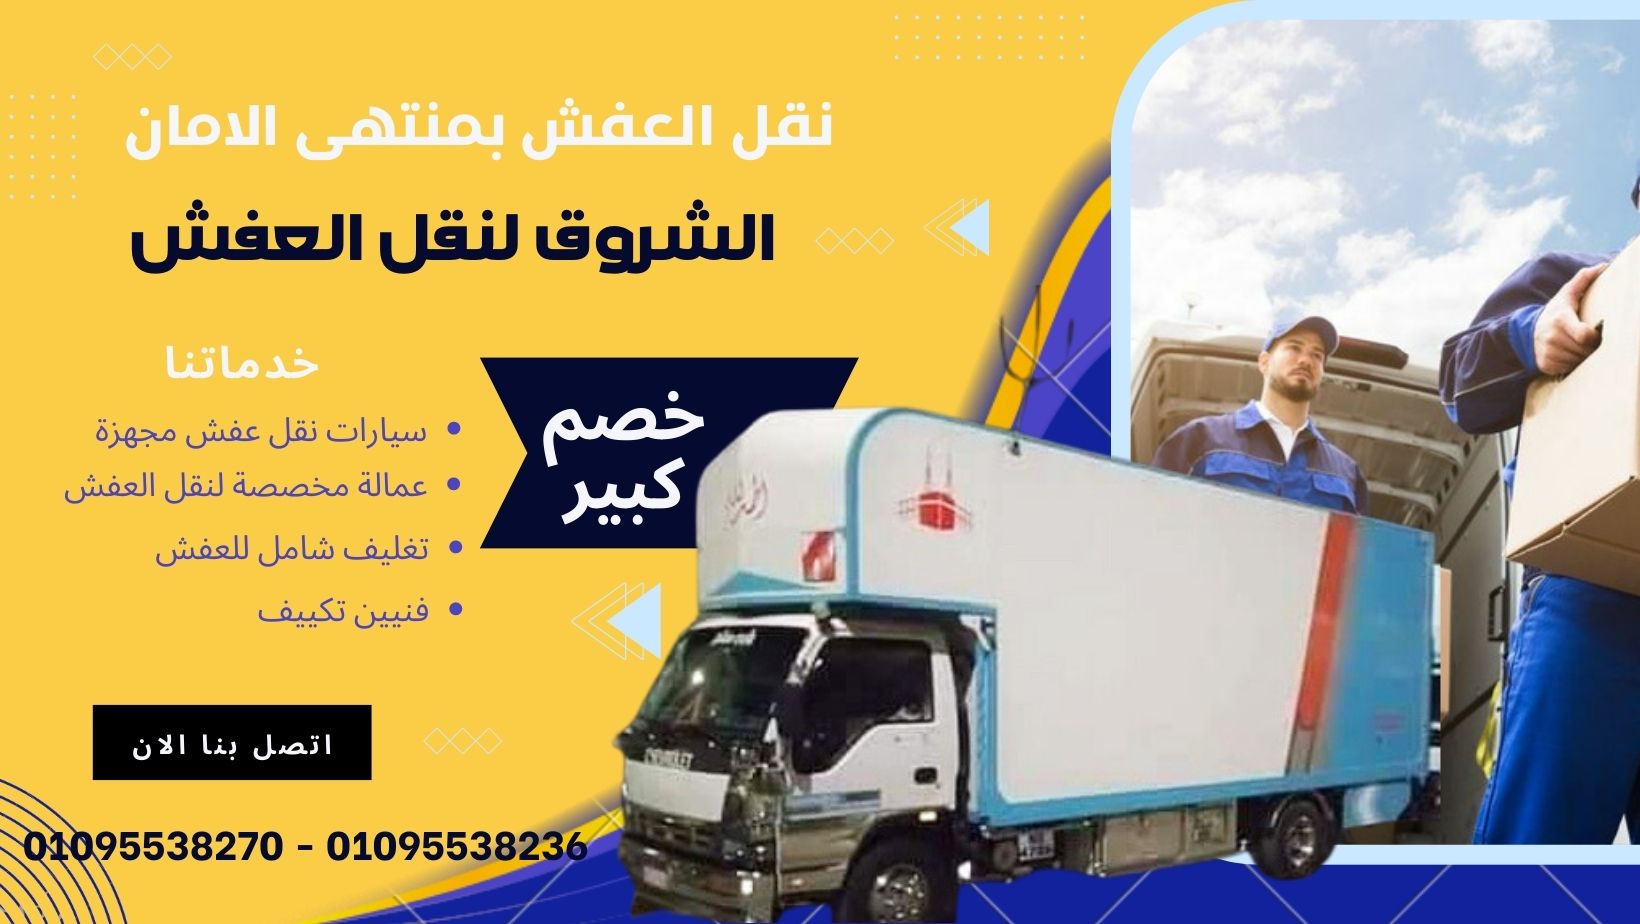 نقل العفش بمنتهى الامان
الشروق لنقل العفش
خدماتنا
سيارات نقل عفش مجهزة
عمالة مخصصة لنقل العفش
تغليف شامل للعفش
فنيين تكييف
خصم
كبير
اتصل بنا الان
01095538270 - 01095538236
CHEVROLET